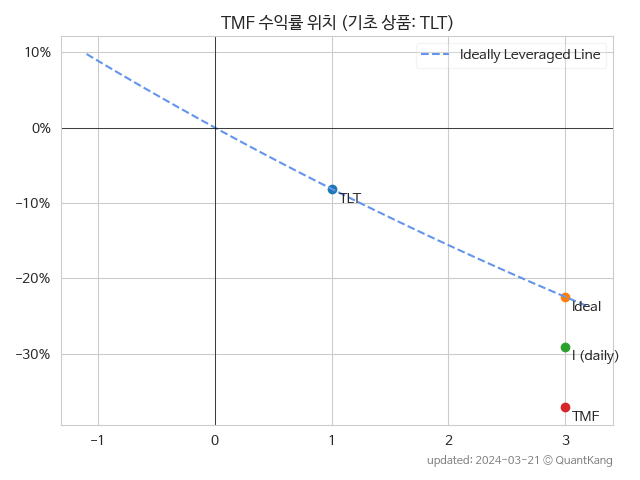 TMF 수익률 위치 (기초 상품: TLT)
Ideally Leveraged Line
10%
0%
−10%
−20%
−30%
TLT
Ideal
I (daily)
TMF
−1
0
1
2
3
updated: 2024-03-21 © QuantKang